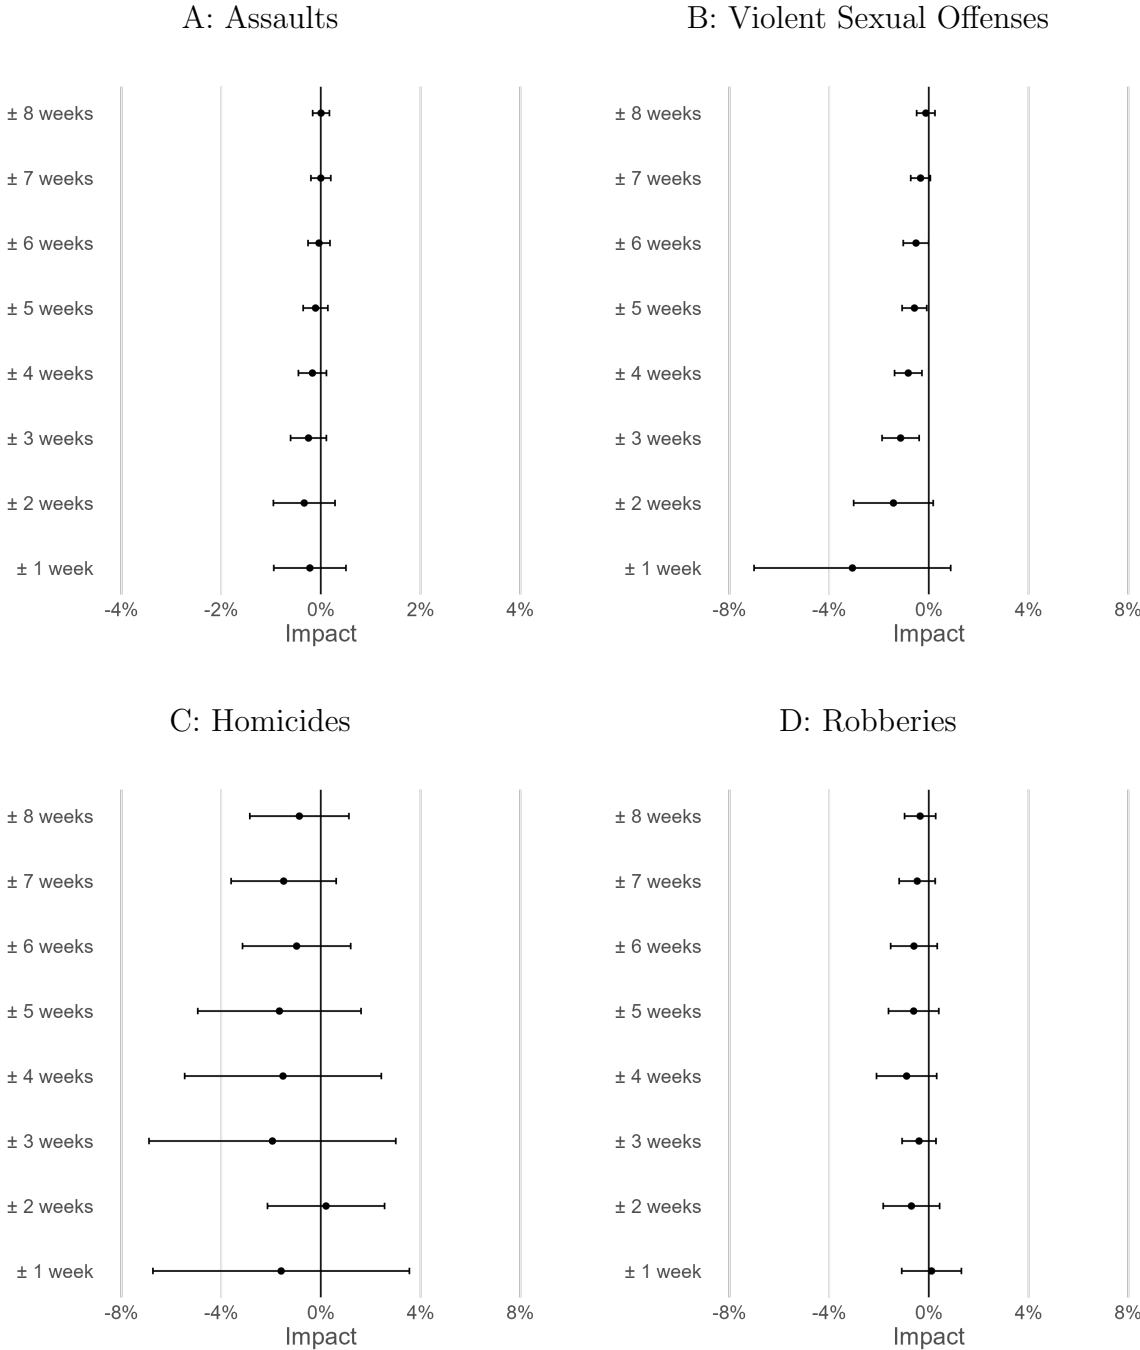 A: Assaults
± 8 weeks
± 7 weeks
± 6 weeks
± 5 weeks
± 4 weeks
± 3 weeks
± 2 weeks
± 1 week
-4% -2% 0% 2% 4%
Impact
B: Violent Sexual Offenses
± 8 weeks
± 7 weeks
± 6 weeks
± 5 weeks
± 4 weeks
± 3 weeks
± 2 weeks
± 1 week
-8% -4% 0% 4% 8%
Impact
C: Homicides
± 8 weeks
± 7 weeks
± 6 weeks
± 5 weeks
± 4 weeks
± 3 weeks
± 2 weeks
± 1 week
-8% -4% 0% 4% 8%
Impact
D: Robberies
± 8 weeks
± 7 weeks
± 6 weeks
± 5 weeks
± 4 weeks
± 3 weeks
± 2 weeks
± 1 week
-8% -4% 0% 4% 8%
Impact